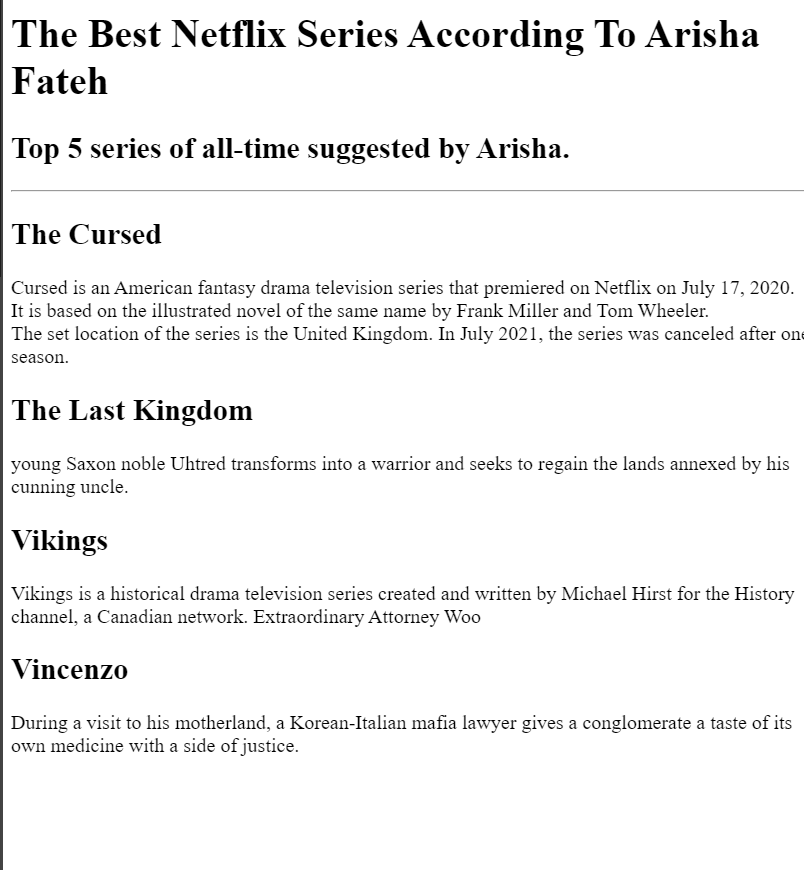 The Best Netflix Series According To Arisha
Fateh
Top 5 series of all-time suggested by Arisha.
The Cursed
Cursed is an American fantasy drama television series that premiered on Netflix on July 17, 2020.
It is based on the illustrated novel of the same name by Frank Miller and Tom Wheeler.
The set location of the series is the United Kingdom. In July 2021, the series was canceled after one
season.
The Last Kingdom
young Saxon noble Uhtred transforms into a warrior and seeks to regain the lands annexed by his
cunning uncle.
Vikings
Vikings is a historical drama television series created and written by Michael Hirst for the History
channel, a Canadian network. Extraordinary Attorney Woo
Vincenzo
During a visit to his motherland, a Korean-Italian mafia lawyer gives a conglomerate a taste of its
own medicine with a side of justice.